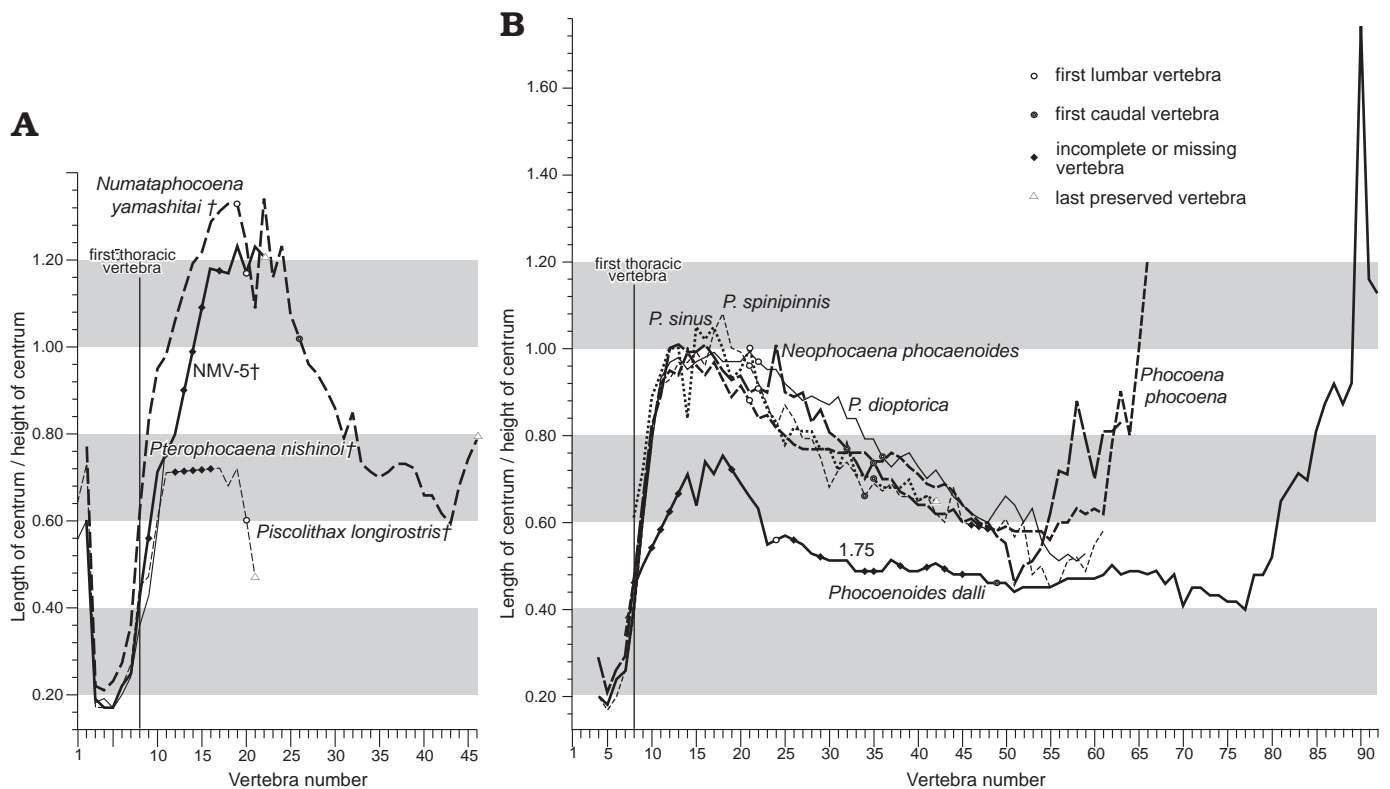 A
Length of centrum / height of centrum
1.20
1.00
0.80
0.60
0.40
0.20
Numataphocoena
yamashitai †
first thoracic
vertebra
NMV-5†
Pterophocaena nishinoi†
Piscolithax longirostris†
1
10
15
20
25
30
35
40
45
Vertebra number
B
Length of centrum / height of centrum
1.60
1.40
1.20
1.00
0.80
0.60
0.40
0.20
first lumbar vertebra
first caudal vertebra
incomplete or missing
vertebra
last preserved vertebra
first thoracic
vertebra
P. spinipinnis
P. sinus
Neophocaena phocaenoides
Phocoena
phocoena
P. dioptorica
1.75
Phocoenoides dalli
1
5
10
15
20
25
30
35
40
45
50
55
60
65
70
75
80
85
90
Vertebra number